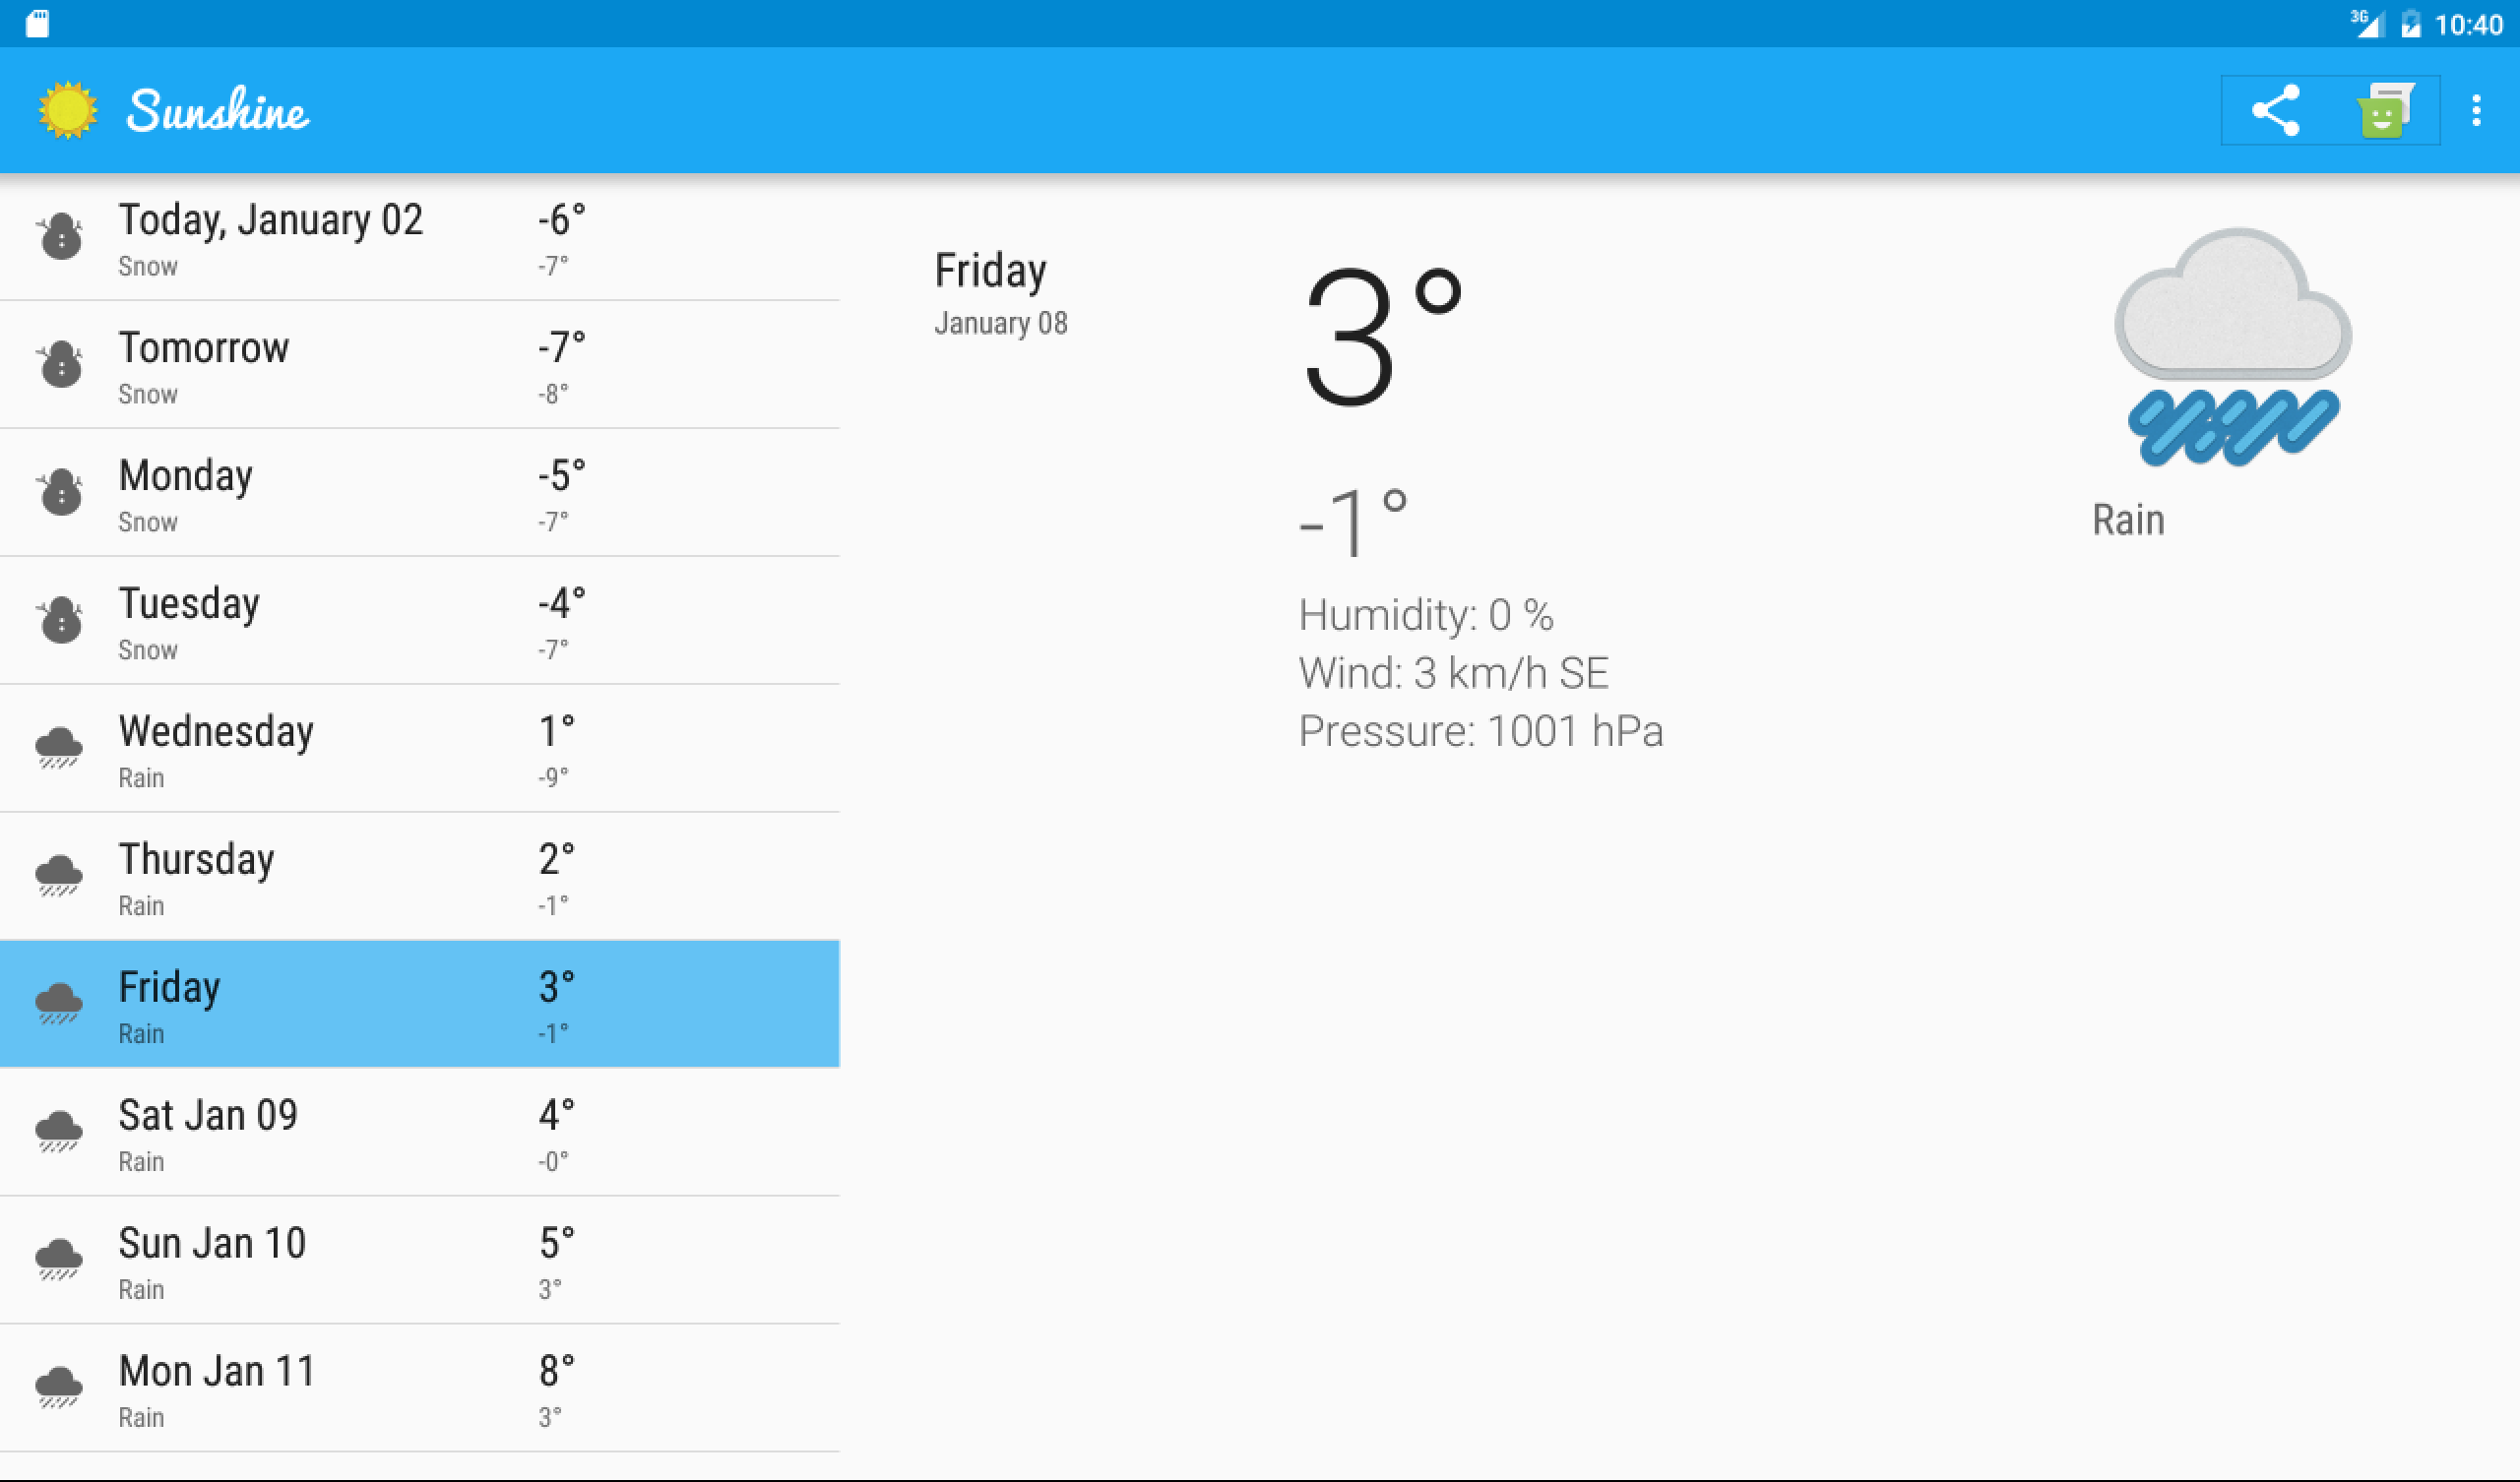 3G 10:40
Sunshine
Today, January 02 -6°
Snow -7°
Tomorrow -7°
Snow -8°
Monday -5°
Snow -7°
Tuesday -4°
Snow -7°
Wednesday 1°
Rain -9°
Thursday 2°
Rain -1°
Friday 3°
Rain -1°
Sat Jan 09 4°
Rain -0°
Sun Jan 10 5°
Rain 3°
Mon Jan 11 8°
Rain 3°
Friday
January 08
3°
-1°
Humidity: 0 %
Wind: 3 km/h SE
Pressure: 1001 hPa
Rain